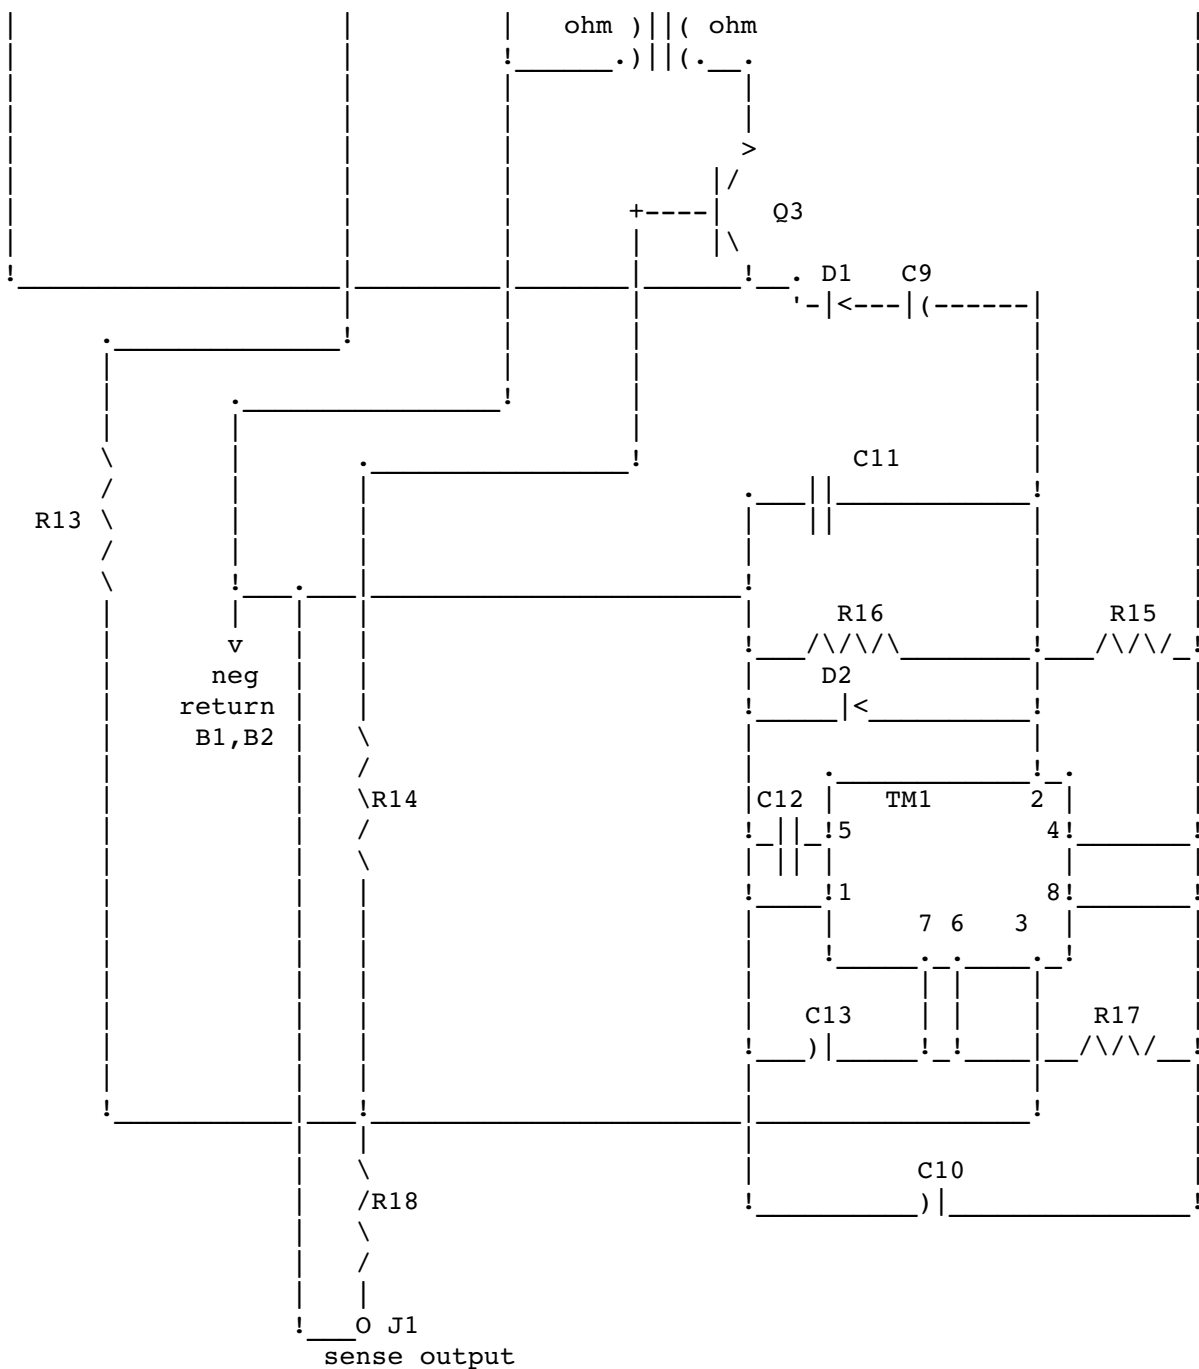 ohm ohm
Q3
D1 C9
C11
R13
R16 R15
v
neg
return
B1,B2
D2
R14
C12 TM1 2
5 4
1 8
7 6 3
C13 R17
C10
R18
O J1
sense output